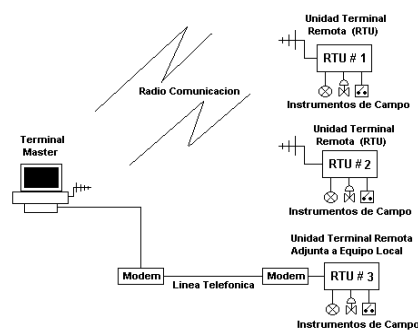 Unidad Terminal
Remota (RTU)
RTU # 1
Instrumentos de Campo
Radio Comunicacion
Unidad Terminal
Remota (RTU)
RTU # 2
Instrumentos de Campo
Terminal
Master
Unidad Terminal Remota
Adjunta a Equipo Local
Modem
Linea Telefonica
Modem
RTU # 3
Instrumentos de Campo